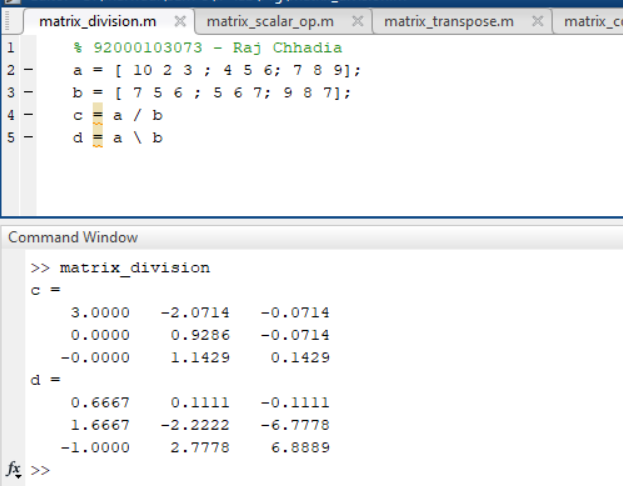 matrix_division.m × matrix_scalar_op.m × matrix_transpose.m ×
1 % 92000103073 - Raj Chhadia
2 - a = [ 10 2 3 ; 4 5 6; 7 8 9];
3 - b = [ 7 5 6 ; 5 6 7; 9 8 7];
4 - c = a / b
5 - d = a \ b
Command Window
>> matrix_division
c =
3.0000 -2.0714 -0.0714
0.0000 0.9286 -0.0714
-0.0000 1.1429 0.1429
d =
0.6667 0.1111 -0.1111
1.6667 -2.2222 -6.7778
-1.0000 2.7778 6.8889
fx >>